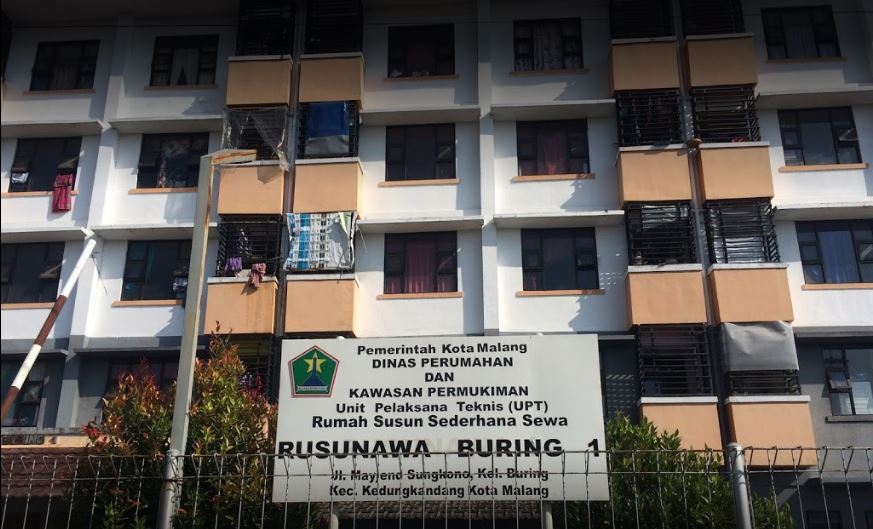 Pemerintah Kota Malang
DINAS PERUMAHAN
DAN
KAWASAN PERMUKIMAN
Unit Pelaksana Teknis (UPT)
Rumah Susun Sederhana Sewa
RUSUNAWA BURING 1
Jl. Mayjend Sungkono, Kel. Buring
Kec. Kedungkandang Kota Malang